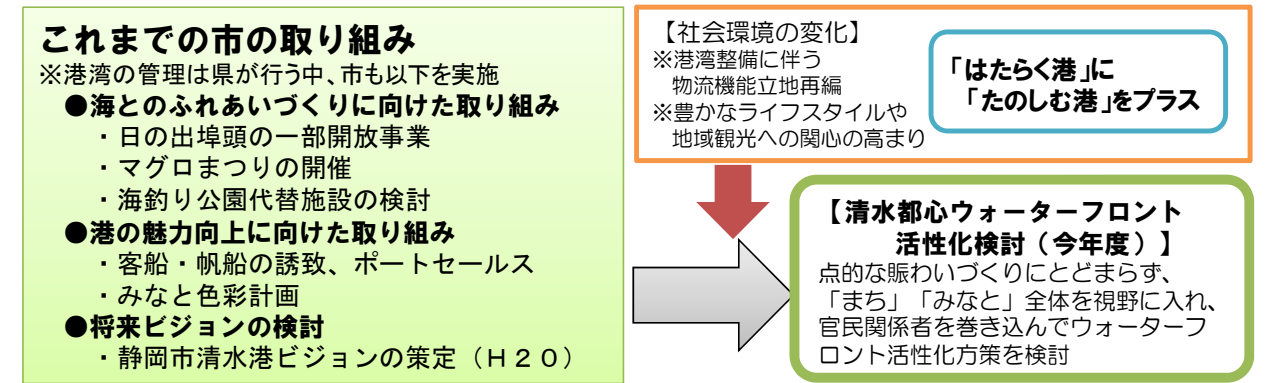 これまでの市の取り組み
※港湾の管理は県が行う中、市も以下を実施
●海とのふれあいづくりに向けた取り組み
・日の出埠頭の一部開放事業
・マグロまつりの開催
・海釣り公園代替施設の検討
●港の魅力向上に向けた取り組み
・客船・帆船の誘致、ポートセールス
・みなと色彩計画
●将来ビジョンの検討
・静岡市清水港ビジョンの策定（Ｈ２０）
【社会環境の変化】
※港湾整備に伴う
物流機能立地再編
※豊かなライフスタイルや
地域観光への関心の高まり
「はたらく港」に
「たのしむ港」をプラス
【清水都心ウォーターフロント
活性化検討（今年度）】
点的な賑わいづくりにとどまらず、
「まち」「みなと」全体を視野に入れ、
官民関係者を巻き込んでウォーターフ
ロント活性化方策を検討